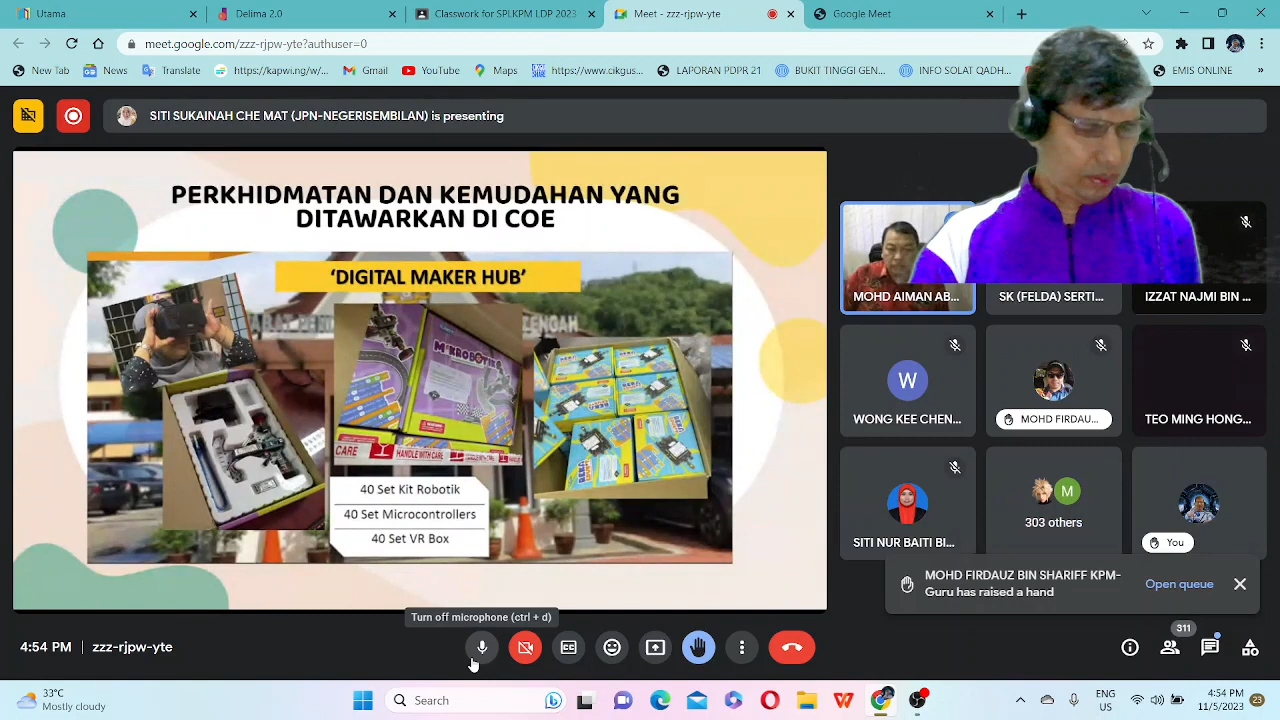 Utama
Delima 2.0
Classwork for SPLKPM LDP 2023
Meet - zzz-rjpw-yte
Google Meet
meet.google.com/zzz-rjpw-yte?authuser=0
New Tab
News
Translate
https://kapwing.com/
Gmail
YouTube
Maps
https://www.cikgus...
LAPORAN PDPR 21
BUKIT TINGGI GEN...
INFO SOLAT QADH...
EMIS ONLINE
SITI SUKAINAH CHE MAT (JPN-NEGERISEMBILAN) is presenting
PERKHIDMATAN DAN KEMUDAHAN YANG
DITAWARKAN DI COE
'DIGITAL MAKER HUB'
TENGAH
HANDLE WITH CARE
CARE
40 Set Kit Robotik
40 Set Microcontrollers
40 Set VR Box
MOHD AIMAN AB...
SK (FELDA) SERTI...
IZZAT NAJMI BIN ...
W
WONG KEE CHEN...
MOHD FIRDAU...
TEO MING HONG...
SITI NUR BAITI BI...
M
303 others
You
MOHD FIRDAUZ BIN SHARIFF KPM-
Guru has raised a hand
Open queue
Turn off microphone (ctrl + d)
311
4:54 PM
zzz-rjpw-yte
33°C
Mostly cloudy
Search
ENG
US
4:54 PM
11/5/2023
23